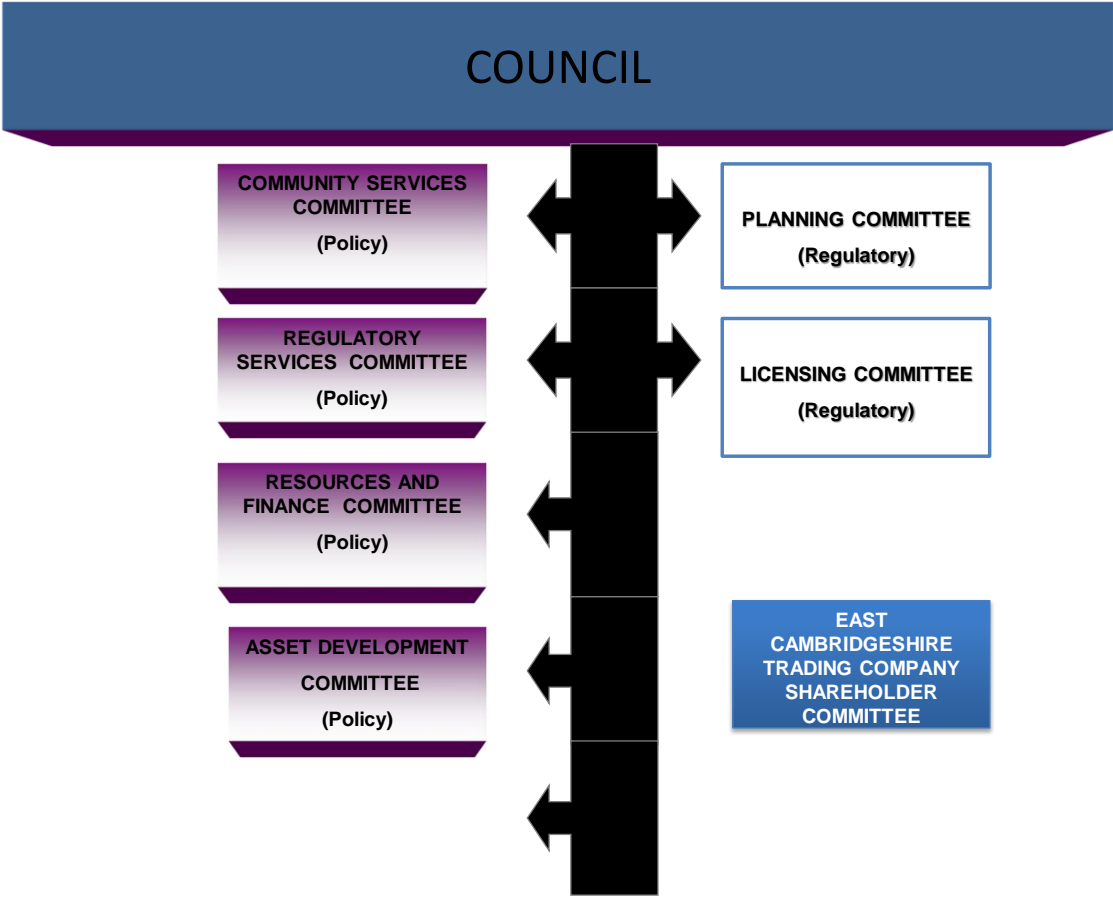 COUNCIL
COMMUNITY SERVICES
COMMITTEE
(Policy)
PLANNING COMMITTEE
(Regulatory)
REGULATORY
SERVICES COMMITTEE
(Policy)
LICENSING COMMITTEE
(Regulatory)
RESOURCES AND
FINANCE COMMITTEE
(Policy)
ASSET DEVELOPMENT
COMMITTEE
(Policy)
EAST
CAMBRIDGESHIRE
TRADING COMPANY
SHAREHOLDER
COMMITTEE